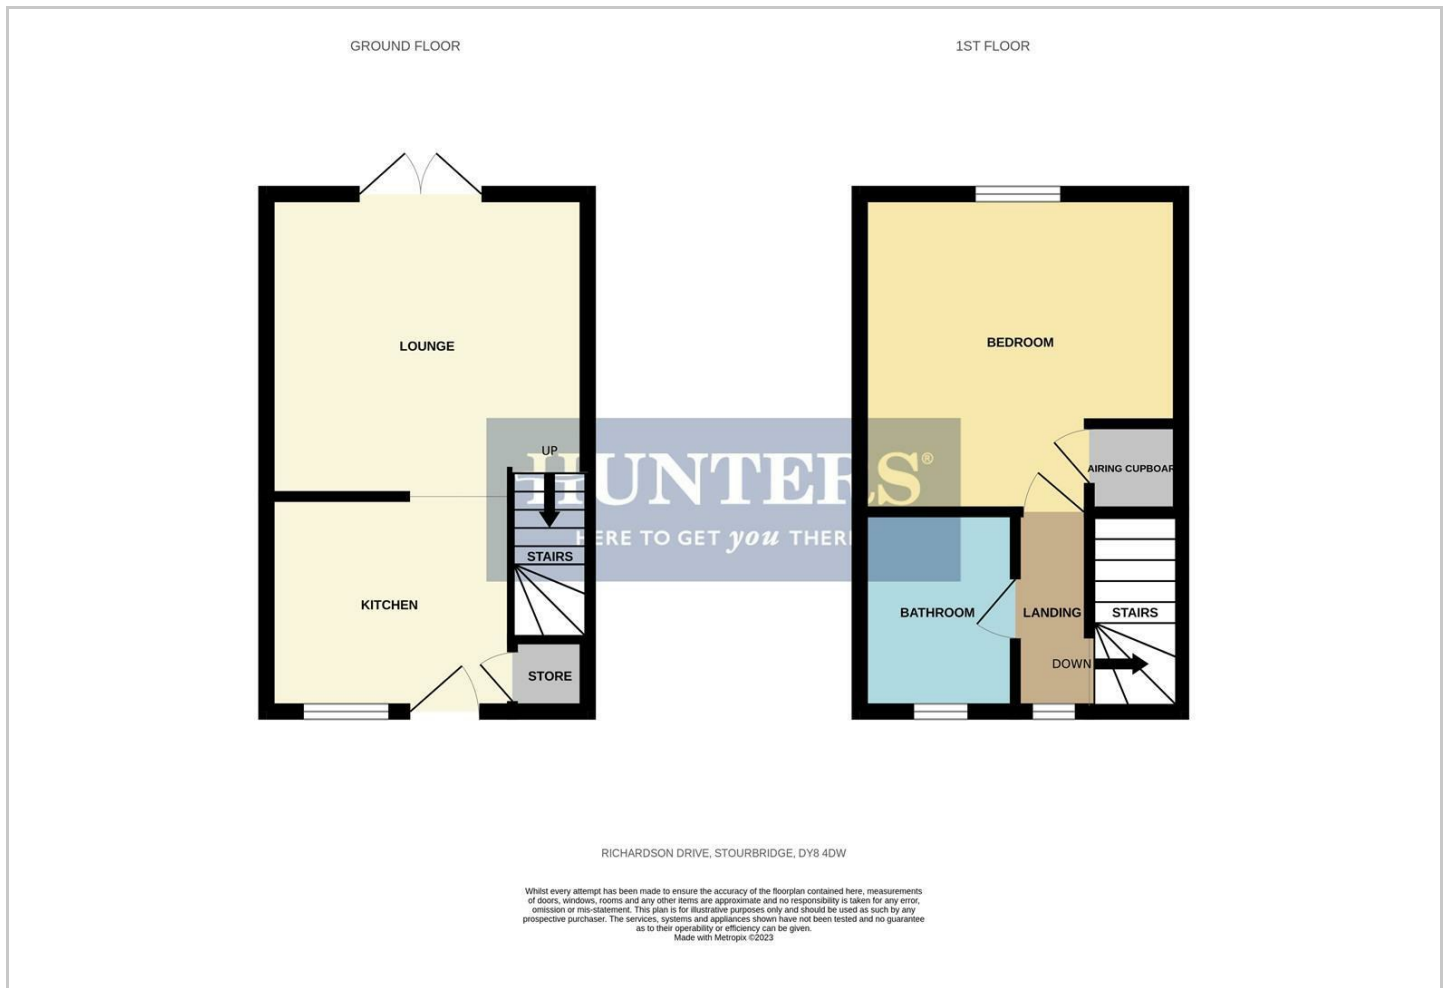 GROUND FLOOR
1ST FLOOR
LOUNGE
UP
STAIRS
KITCHEN
STORE
BEDROOM
AIRING CUPBOAR
BATHROOM
LANDING
STAIRS
DOWN
HUNTERS®
HERE TO GET you THERE
RICHARDSON DRIVE, STOURBRIDGE, DY8 4DW
Whilst every attempt has been made to ensure the accuracy of the floorplan contained here, measurements
of doors, windows, rooms and any other items are approximate and no responsibility is taken for any error,
omission or mis-statement. This plan is for illustrative purposes only and should be used as such by any
prospective purchaser. The services, systems and appliances shown have not been tested and no guarantee
as to their operability or efficiency can be given.
Made with Metropix ©2023